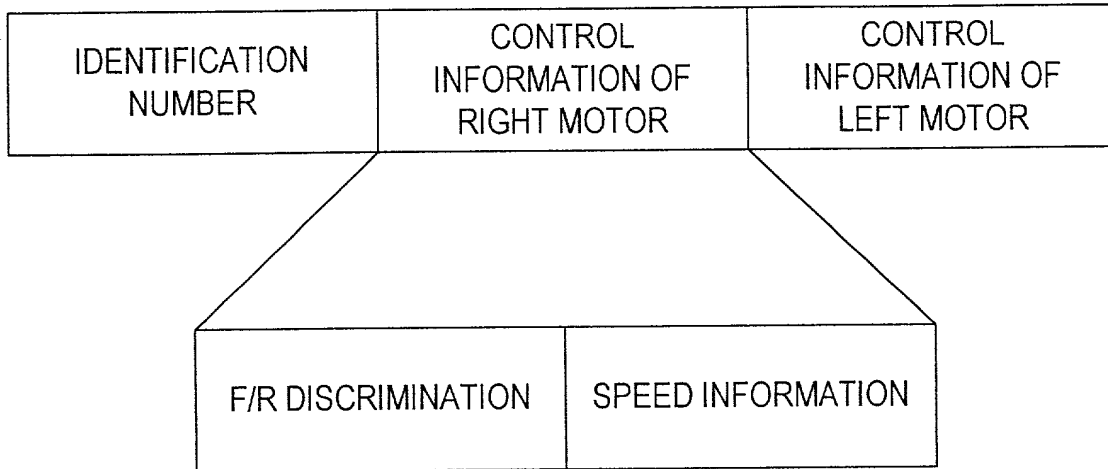 IDENTIFICATION
NUMBER
CONTROL
INFORMATION OF
RIGHT MOTOR
CONTROL
INFORMATION OF
LEFT MOTOR
F/R DISCRIMINATION
SPEED INFORMATION